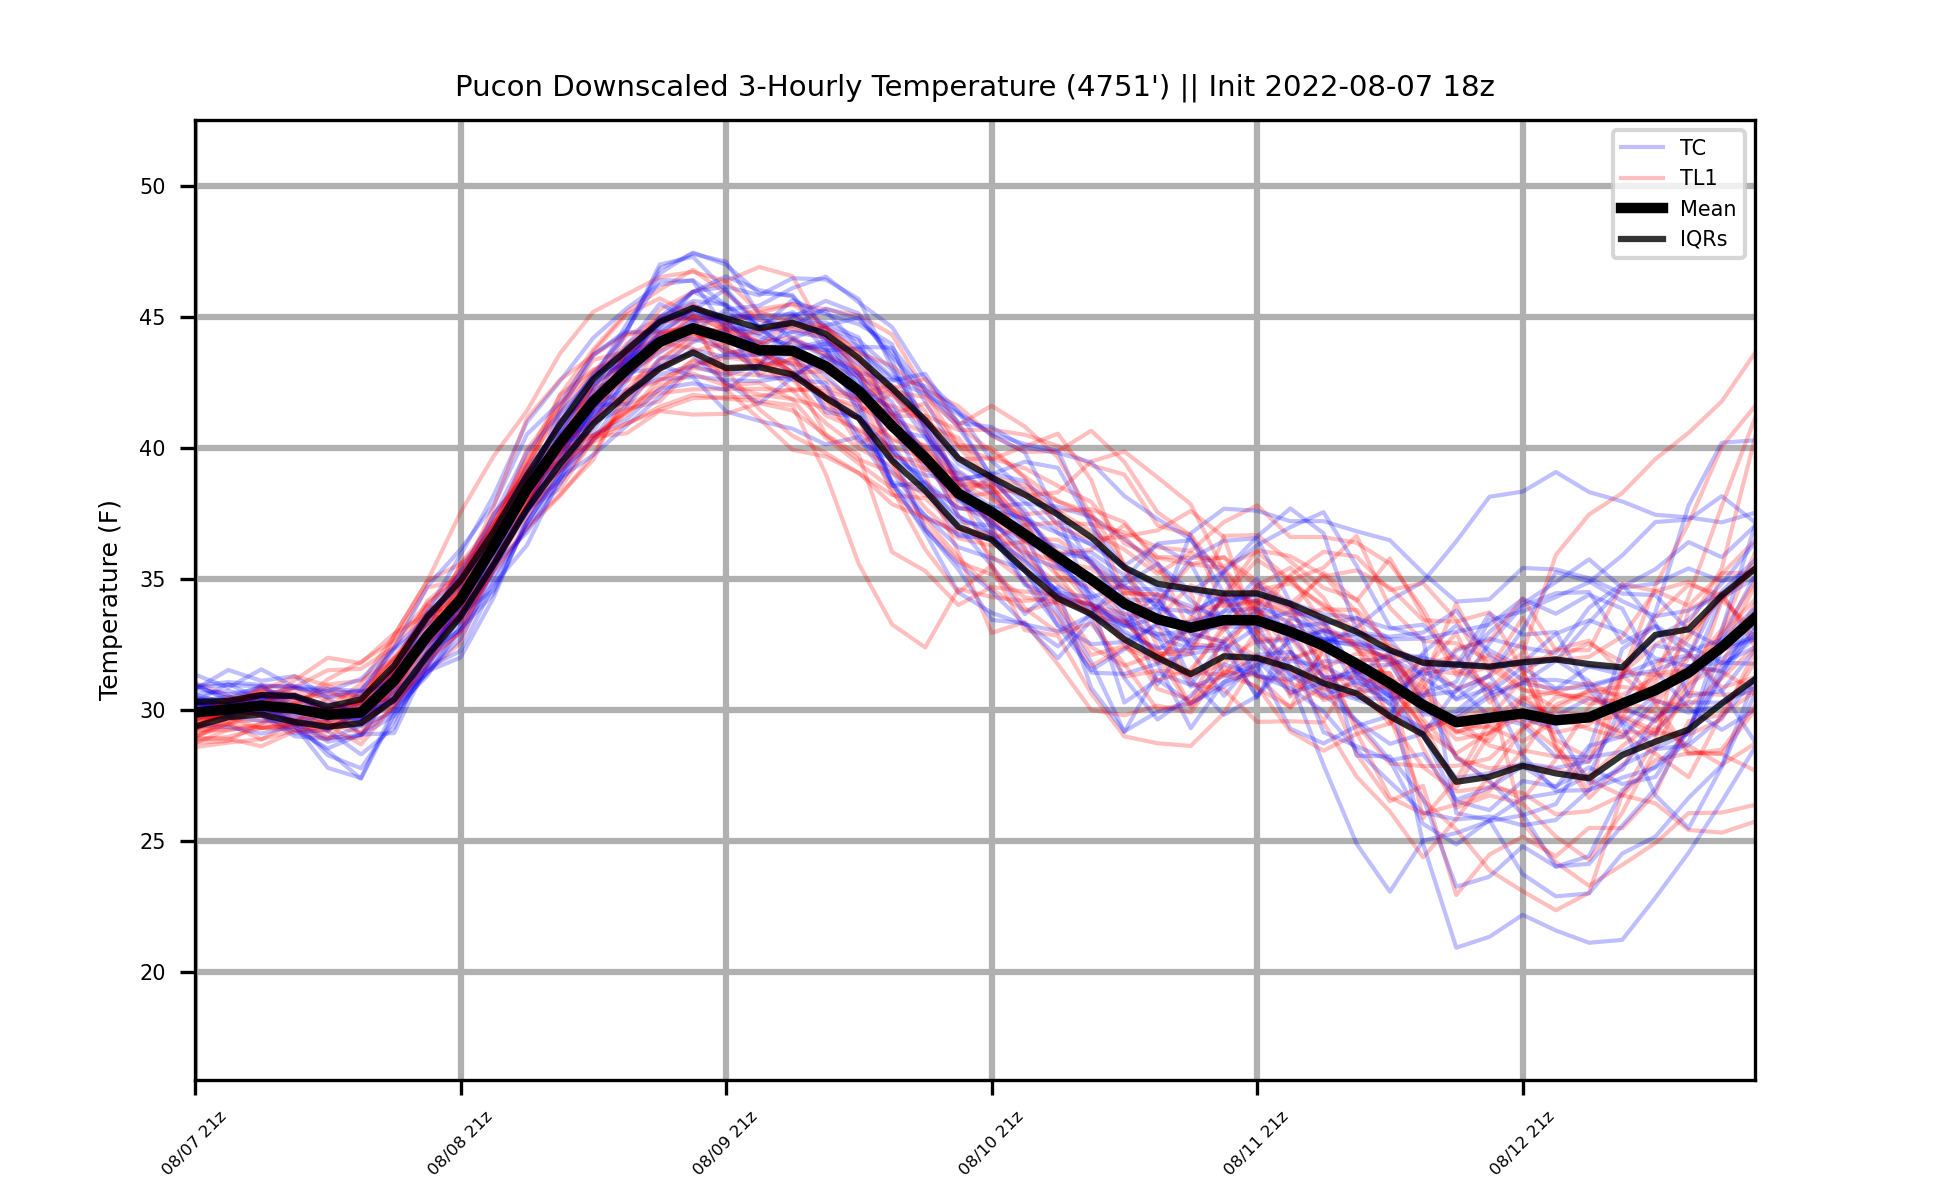 Pucon Downscaled 3-Hourly Temperature (4751') || Init 2022-08-07 18z
TC
TL1
Mean
IQRs
Temperature (F)
50
45
40
35
30
25
20
08/07 21z
08/08 21z
08/09 21z
08/10 21z
08/11 21z
08/12 21z